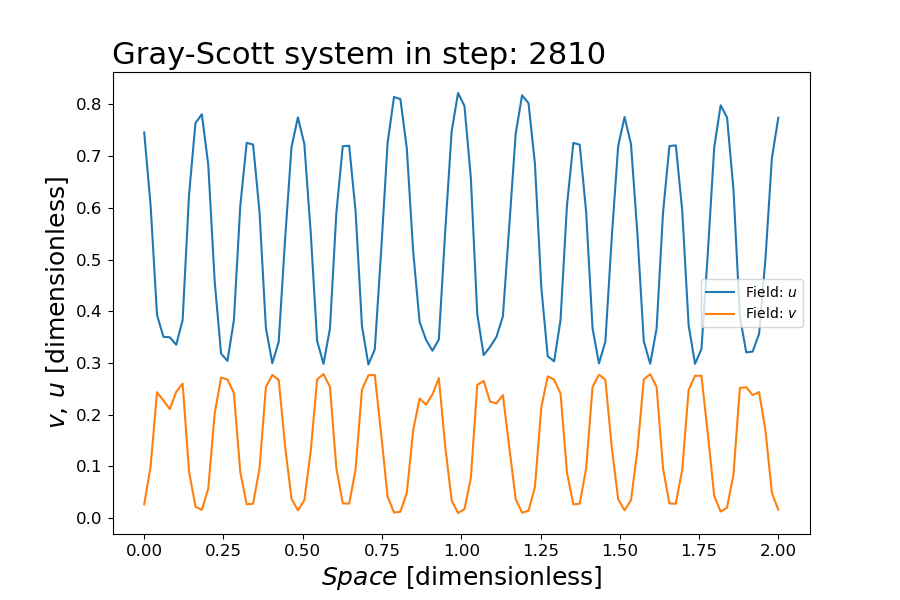 Gray-Scott system in step: 2810
v, u [dimensionless]
0.8
0.7
0.6
0.5
0.4
0.3
0.2
0.1
0.0
Field: u
Field: v
0.00 0.25 0.50 0.75 1.00 1.25 1.50 1.75 2.00
Space [dimensionless]